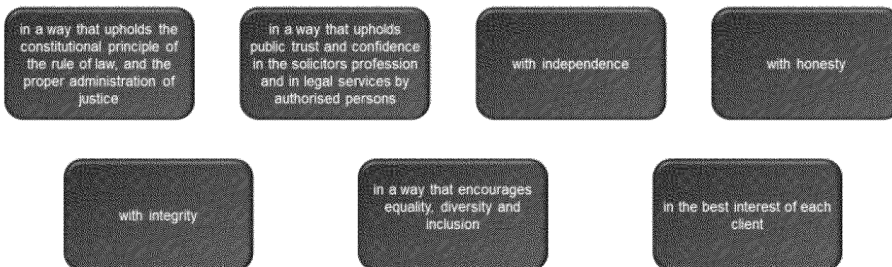 in a way that upholds the
constitutional principle of
the rule of law, and the
proper administration of
justice
in a way that upholds
public trust and confidence
in the solicitors profession
and in legal services by
authorised persons
with independence
with honesty
with integrity
in a way that encourages
equality, diversity and
inclusion
in the best interest of each
client